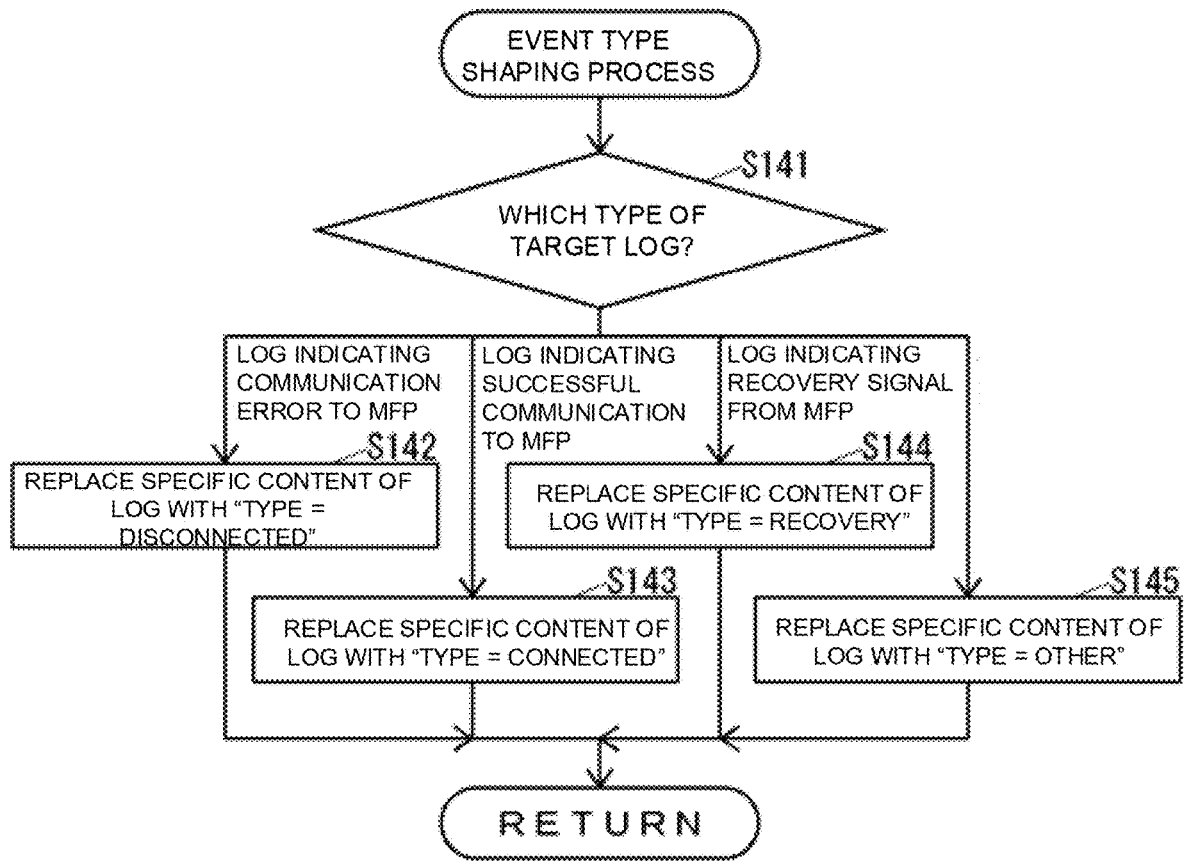 EVENT TYPE
SHAPING PROCESS
S141
WHICH TYPE OF
TARGET LOG?
LOG INDICATING
COMMUNICATION
ERROR TO MFP
LOG INDICATING
SUCCESSFUL
COMMUNICATION
TO MFP
LOG INDICATING
RECOVERY SIGNAL
FROM MFP
S142
REPLACE SPECIFIC CONTENT OF
LOG WITH “TYPE =
DISCONNECTED”
S144
REPLACE SPECIFIC CONTENT OF
LOG WITH “TYPE = RECOVERY”
S143
REPLACE SPECIFIC CONTENT OF
LOG WITH “TYPE = CONNECTED”
S145
REPLACE SPECIFIC CONTENT OF
LOG WITH “TYPE = OTHER”
RETURN